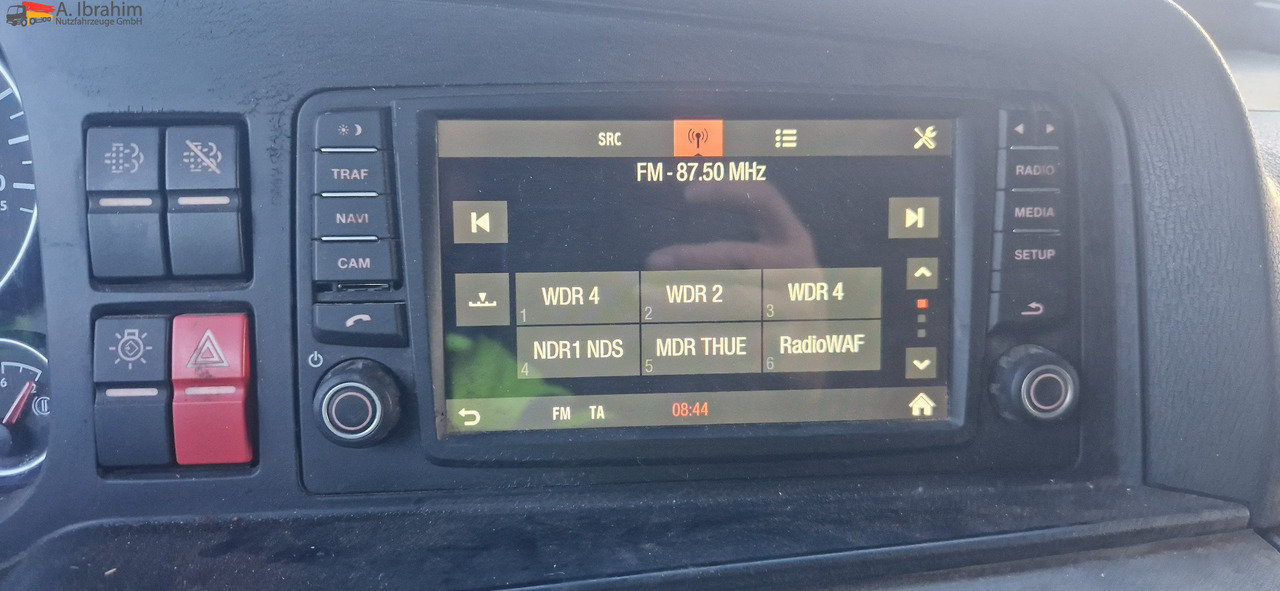 A. Ibrahim
Nutzfahrzeuge GmbH
TRAF
NAVI
CAM
SRC
FM - 87.50 MHz
1 WDR 4
2 WDR 2
3 WDR 4
4 NDR1 NDS
5 MDR THUE
6 RadioWAF
FM TA 08:44
RADIO
MEDIA
SETUP